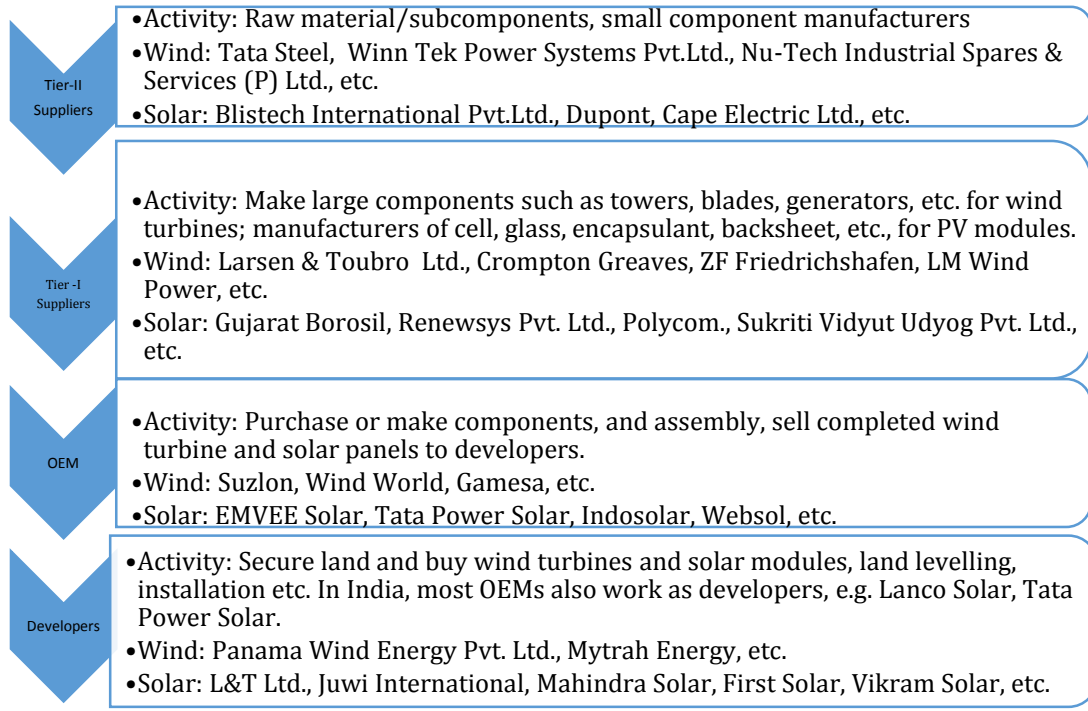 Tier-II
Suppliers
•Activity: Raw material/subcomponents, small component manufacturers
•Wind: Tata Steel, Winn Tek Power Systems Pvt.Ltd., Nu-Tech Industrial Spares &
Services (P) Ltd., etc.
•Solar: Blistech International Pvt.Ltd., Dupont, Cape Electric Ltd., etc.
Tier -I
Suppliers
•Activity: Make large components such as towers, blades, generators, etc. for wind
turbines; manufacturers of cell, glass, encapsulant, backsheet, etc., for PV modules.
•Wind: Larsen & Toubro Ltd., Crompton Greaves, ZF Friedrichshafen, LM Wind
Power, etc.
•Solar: Gujarat Borosil, Renewsys Pvt. Ltd., Polycom., Sukriti Vidyut Udyog Pvt. Ltd.,
etc.
OEM
•Activity: Purchase or make components, and assembly, sell completed wind
turbine and solar panels to developers.
•Wind: Suzlon, Wind World, Gamesa, etc.
•Solar: EMVEE Solar, Tata Power Solar, Indosolar, Websol, etc.
Developers
•Activity: Secure land and buy wind turbines and solar modules, land levelling,
installation etc. In India, most OEMs also work as developers, e.g. Lanco Solar, Tata
Power Solar.
•Wind: Panama Wind Energy Pvt. Ltd., Mytrah Energy, etc.
•Solar: L&T Ltd., Juwi International, Mahindra Solar, First Solar, Vikram Solar, etc.